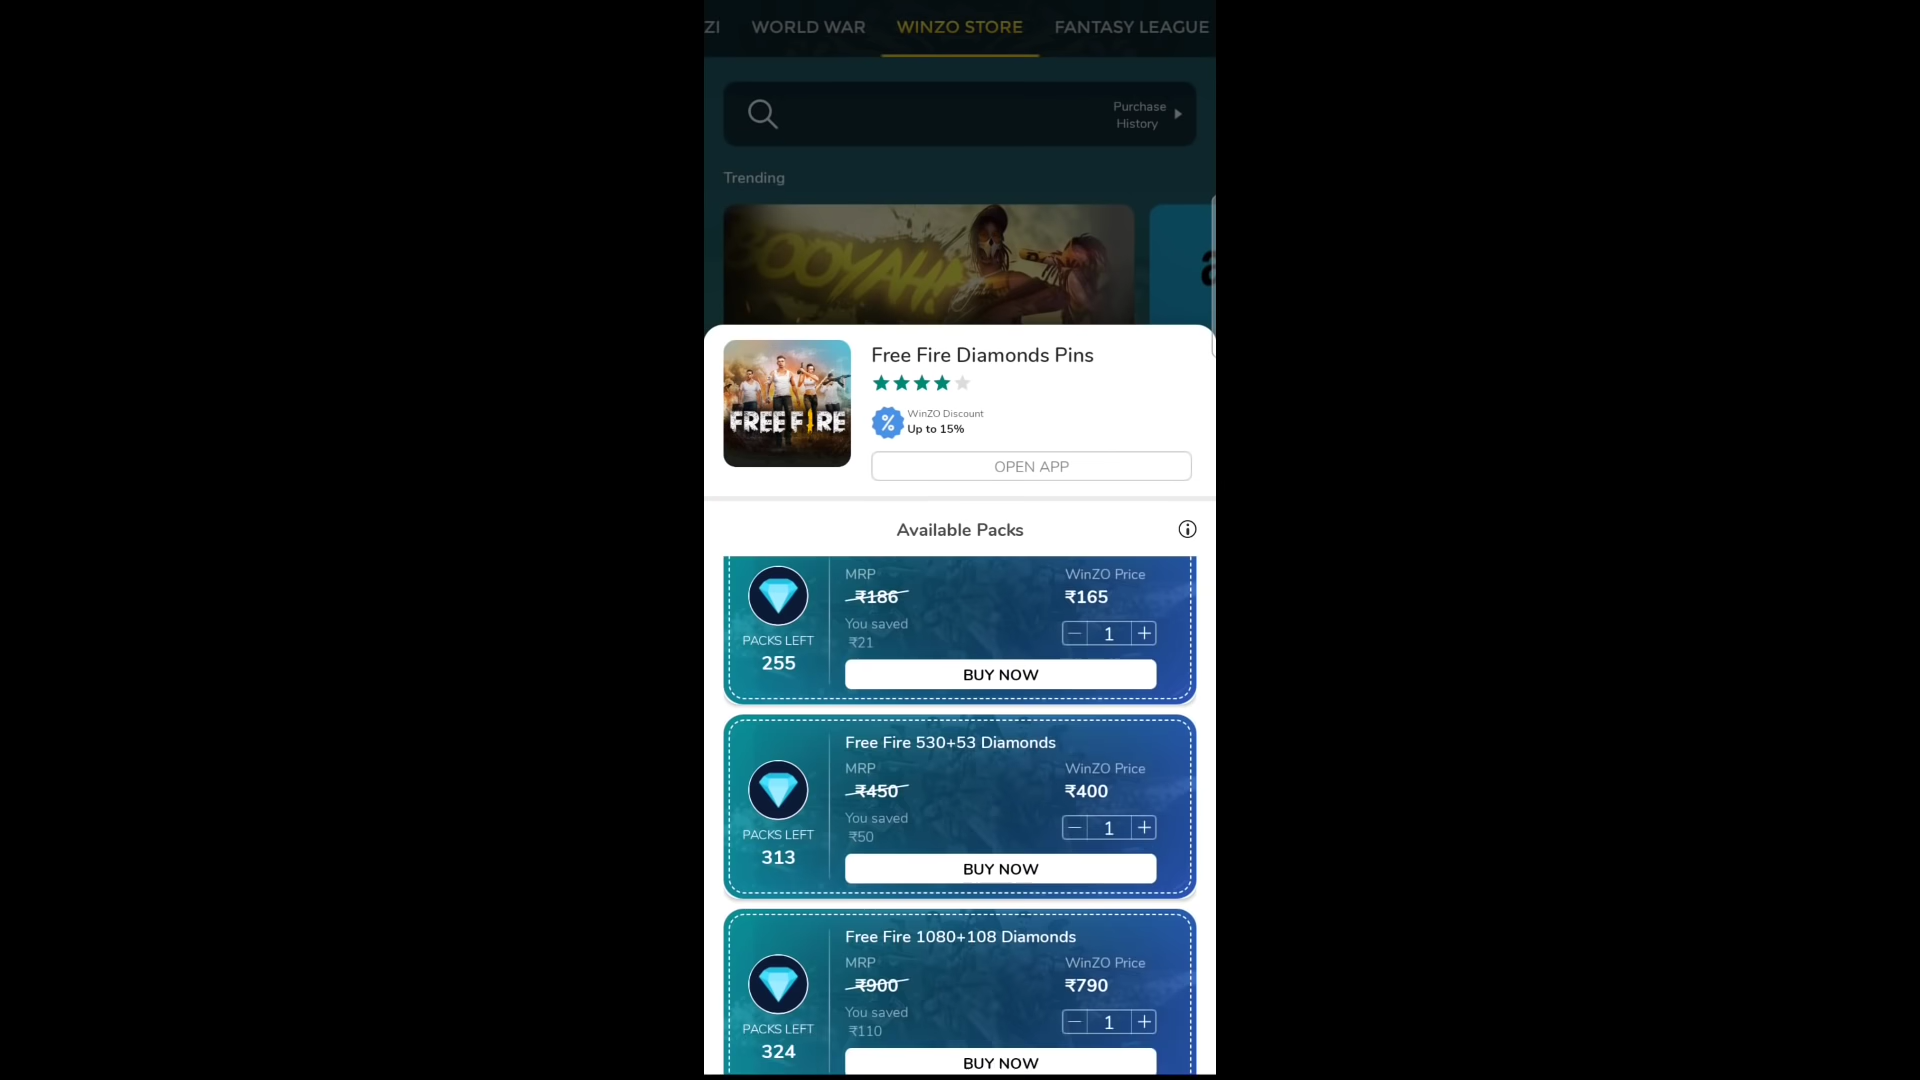 ZI WORLD WAR WINZO STORE FANTASY LEAGUE
Purchase
History
Trending
BOOYAH!
a
Free Fire Diamonds Pins
FREE FIRE
WinZO Discount
% Up to 15%
OPEN APP
Available Packs
MRP WinZO Price
₹186 ₹165
You saved
₹21
PACKS LEFT
255
− 1 +
BUY NOW
Free Fire 530+53 Diamonds
MRP WinZO Price
₹450 ₹400
You saved
₹50
PACKS LEFT
313
− 1 +
BUY NOW
Free Fire 1080+108 Diamonds
MRP WinZO Price
₹900 ₹790
You saved
₹110
PACKS LEFT
324
− 1 +
BUY NOW